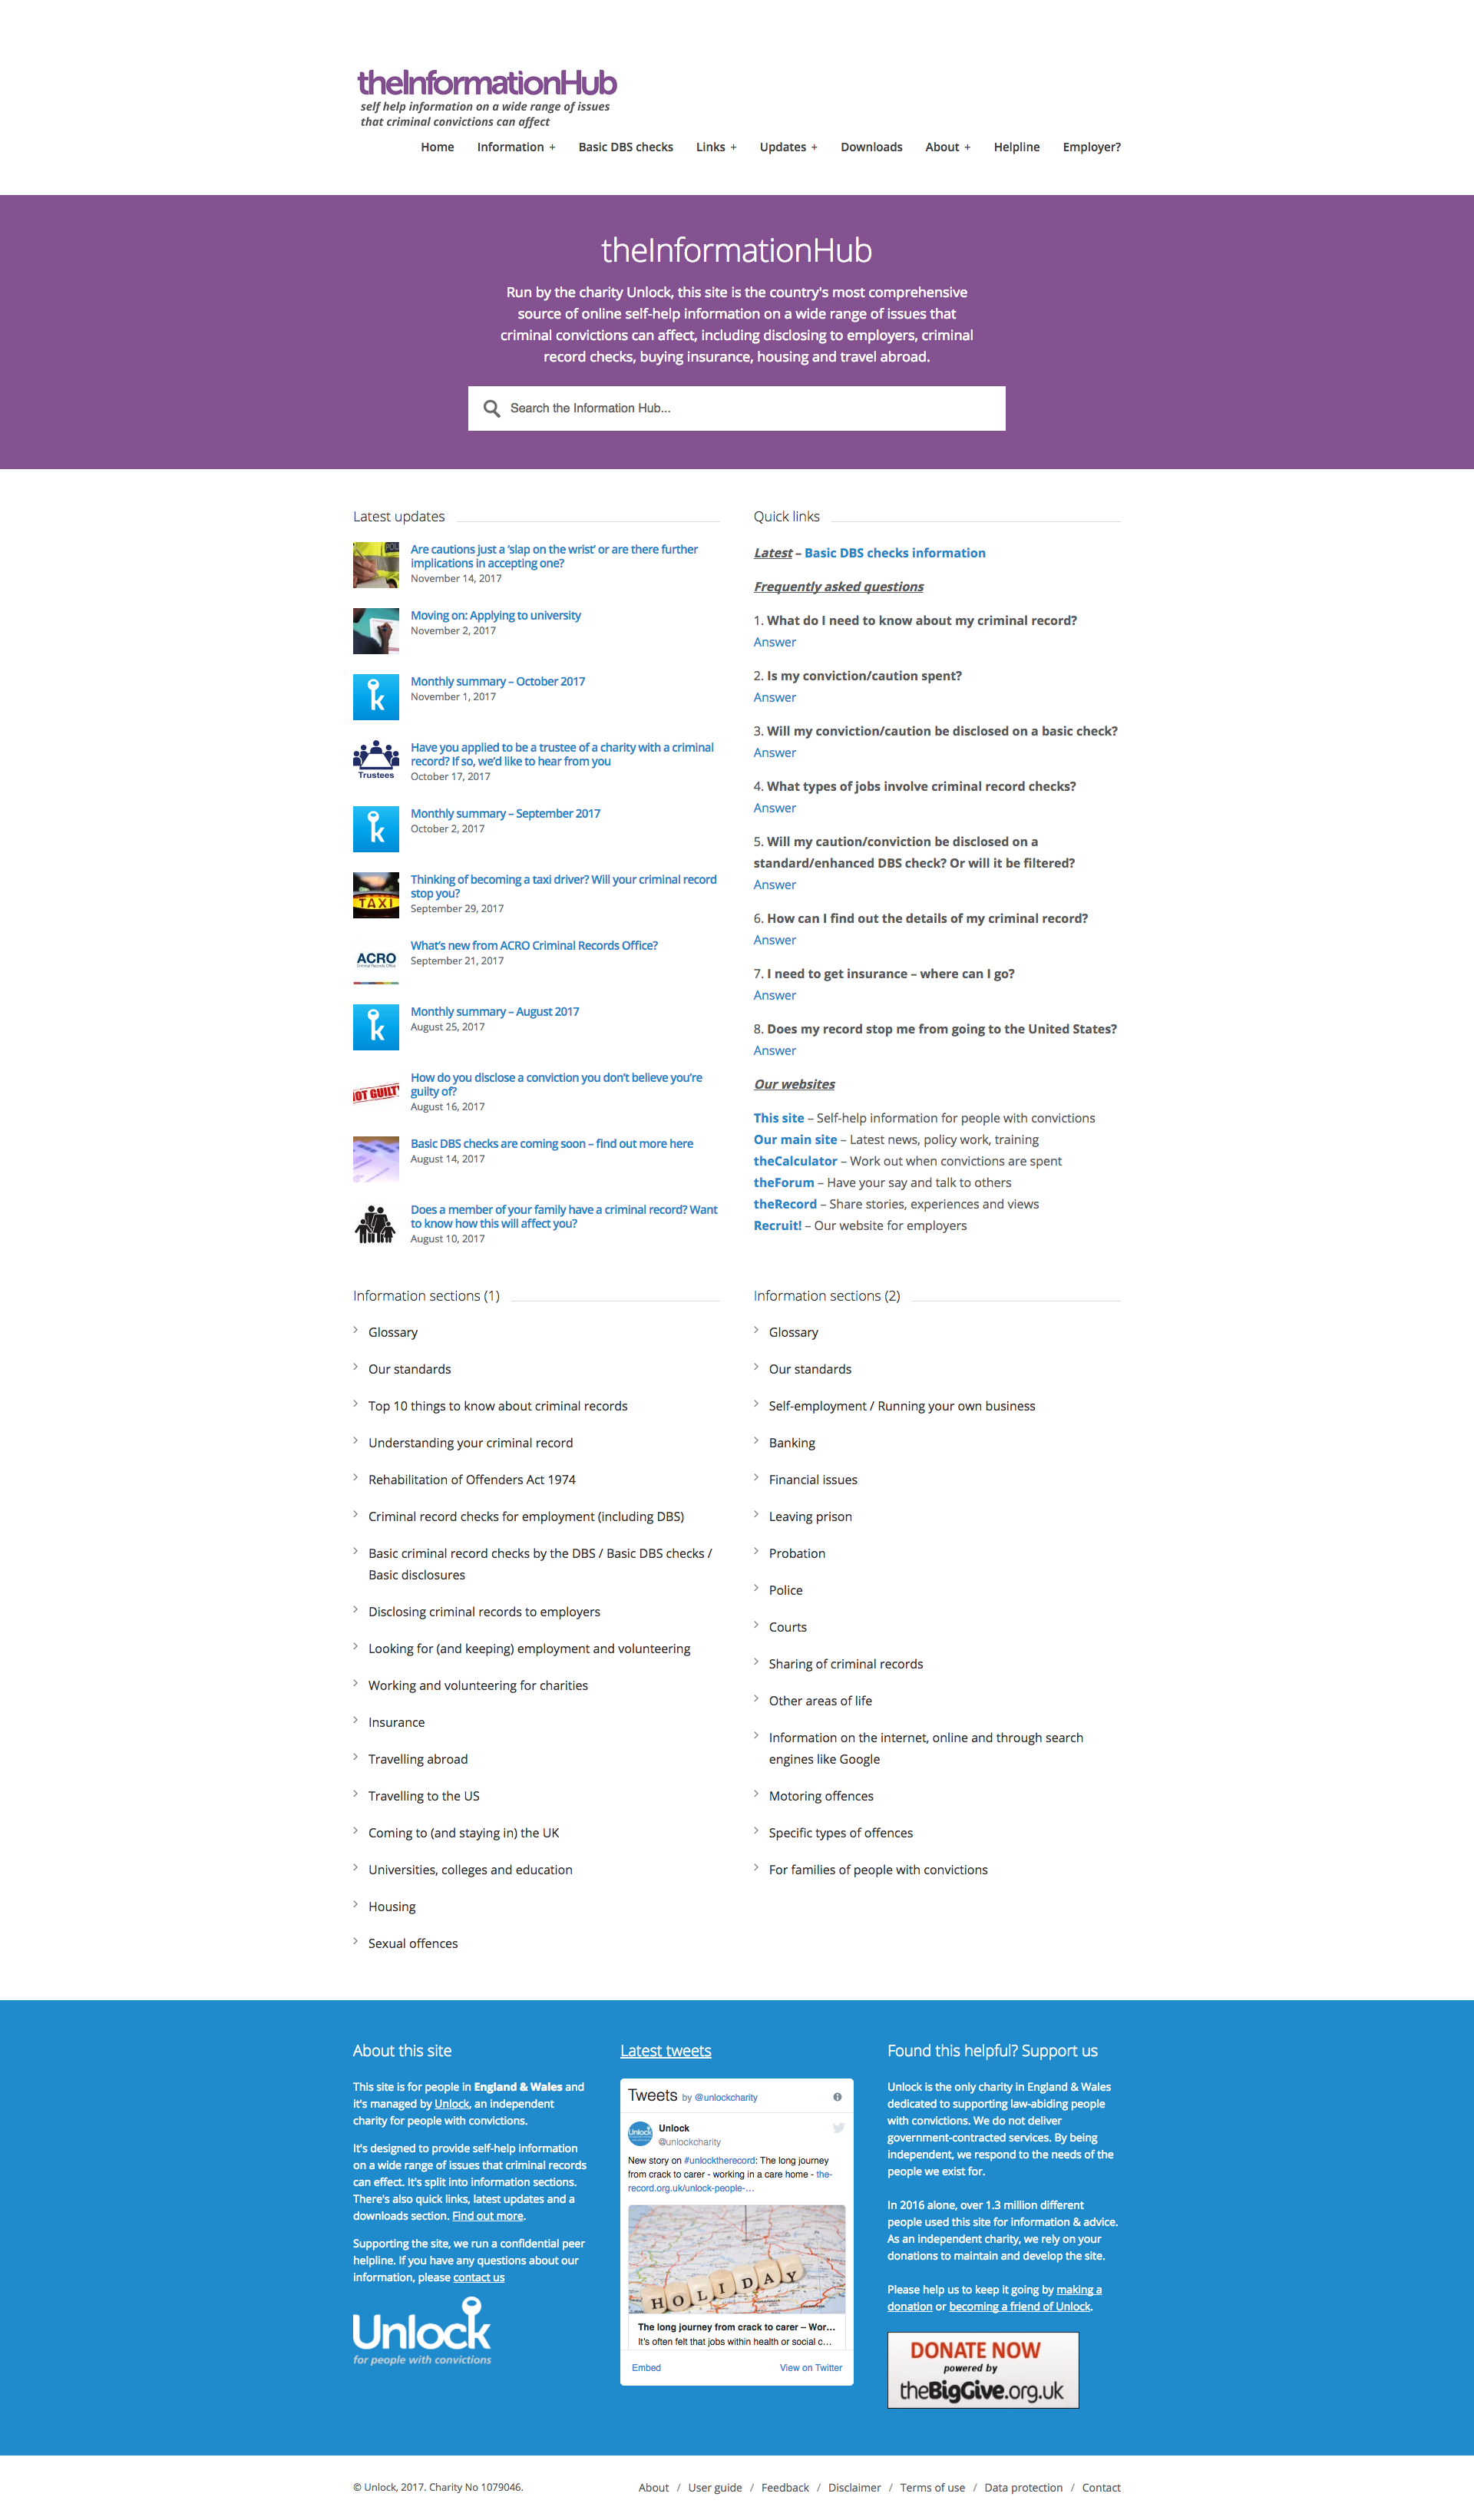 theInformationHub
self help information on a wide range of issues
that criminal convictions can affect
Home Information + Basic DBS checks Links + Updates + Downloads About + Helpline Employer?
theInformationHub
Run by the charity Unlock, this site is the country's most comprehensive
source of online self-help information on a wide range of issues that
criminal convictions can affect, including disclosing to employers, criminal
record checks, buying insurance, housing and travel abroad.
Search the Information Hub...
Latest updates
Are cautions just a ‘slap on the wrist’ or are there further
implications in accepting one?
November 14, 2017
Moving on: Applying to university
November 2, 2017
Monthly summary – October 2017
November 1, 2017
Trustees
Have you applied to be a trustee of a charity with a criminal
record? If so, we’d like to hear from you
October 17, 2017
Monthly summary – September 2017
October 2, 2017
TAXI
Thinking of becoming a taxi driver? Will your criminal record
stop you?
September 29, 2017
ACRO
Criminal Records Office
What’s new from ACRO Criminal Records Office?
September 21, 2017
Monthly summary – August 2017
August 25, 2017
OT GUILT
How do you disclose a conviction you don’t believe you’re
guilty of?
August 16, 2017
Basic DBS checks are coming soon – find out more here
August 14, 2017
Does a member of your family have a criminal record? Want
to know how this will affect you?
August 10, 2017
Quick links
Latest – Basic DBS checks information
Frequently asked questions
1. What do I need to know about my criminal record?
Answer
2. Is my conviction/caution spent?
Answer
3. Will my conviction/caution be disclosed on a basic check?
Answer
4. What types of jobs involve criminal record checks?
Answer
5. Will my caution/conviction be disclosed on a
standard/enhanced DBS check? Or will it be filtered?
Answer
6. How can I find out the details of my criminal record?
Answer
7. I need to get insurance – where can I go?
Answer
8. Does my record stop me from going to the United States?
Answer
Our websites
This site – Self-help information for people with convictions
Our main site – Latest news, policy work, training
theCalculator – Work out when convictions are spent
theForum – Have your say and talk to others
theRecord – Share stories, experiences and views
Recruit! – Our website for employers
Information sections (1)
Glossary
Our standards
Top 10 things to know about criminal records
Understanding your criminal record
Rehabilitation of Offenders Act 1974
Criminal record checks for employment (including DBS)
Basic criminal record checks by the DBS / Basic DBS checks /
Basic disclosures
Disclosing criminal records to employers
Looking for (and keeping) employment and volunteering
Working and volunteering for charities
Insurance
Travelling abroad
Travelling to the US
Coming to (and staying in) the UK
Universities, colleges and education
Housing
Sexual offences
Information sections (2)
Glossary
Our standards
Self-employment / Running your own business
Banking
Financial issues
Leaving prison
Probation
Police
Courts
Sharing of criminal records
Other areas of life
Information on the internet, online and through search
engines like Google
Motoring offences
Specific types of offences
For families of people with convictions
About this site
This site is for people in England & Wales and
it's managed by Unlock, an independent
charity for people with convictions.
It's designed to provide self-help information
on a wide range of issues that criminal records
can effect. It's split into information sections.
There's also quick links, latest updates and a
downloads section. Find out more.
Supporting the site, we run a confidential peer
helpline. If you have any questions about our
information, please contact us
Unlock
for people with convictions
Latest tweets
Tweets by @unlockcharity
Unlock
Unlock
@unlockcharity
New story on #unlocktherecord: The long journey
from crack to carer - working in a care home - the-
record.org.uk/unlock-people-…
HOLIDAY
The long journey from crack to carer – Wor...
It's often felt that jobs within health or social c...
Embed View on Twitter
Found this helpful? Support us
Unlock is the only charity in England & Wales
dedicated to supporting law-abiding people
with convictions. We do not deliver
government-contracted services. By being
independent, we respond to the needs of the
people we exist for.
In 2016 alone, over 1.3 million different
people used this site for information & advice.
As an independent charity, we rely on your
donations to maintain and develop the site.
Please help us to keep it going by making a
donation or becoming a friend of Unlock.
DONATE NOW
powered by
theBigGive.org.uk
© Unlock, 2017. Charity No 1079046.
About / User guide / Feedback / Disclaimer / Terms of use / Data protection / Contact